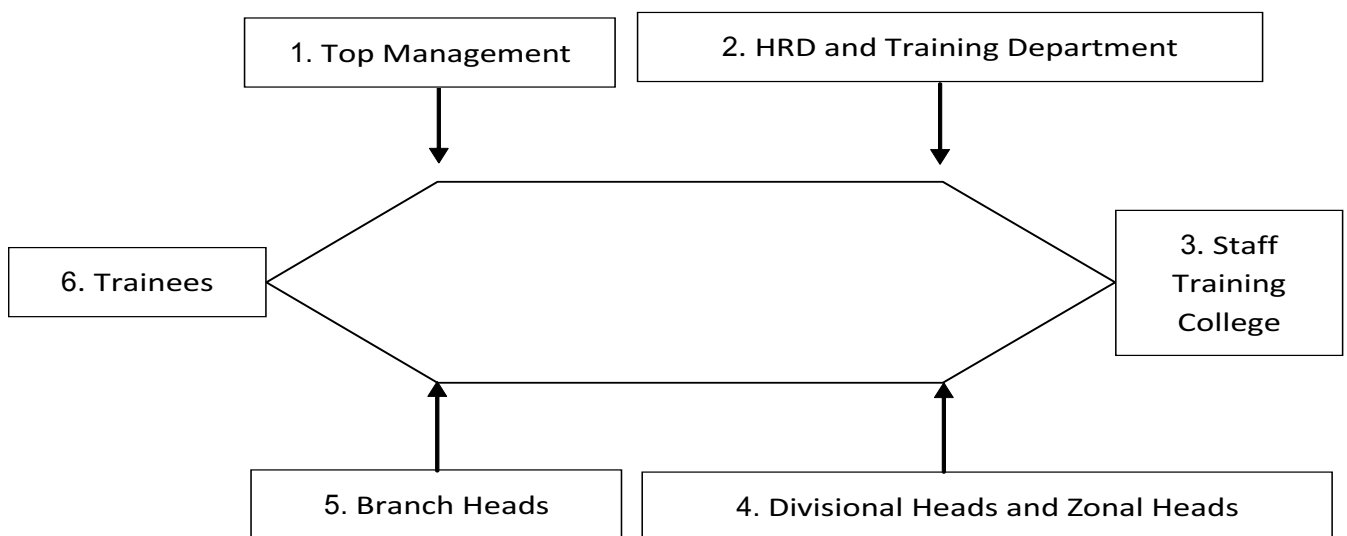 1. Top Management
2. HRD and Training Department
3. Staff
Training
College
6. Trainees
5. Branch Heads
4. Divisional Heads and Zonal Heads